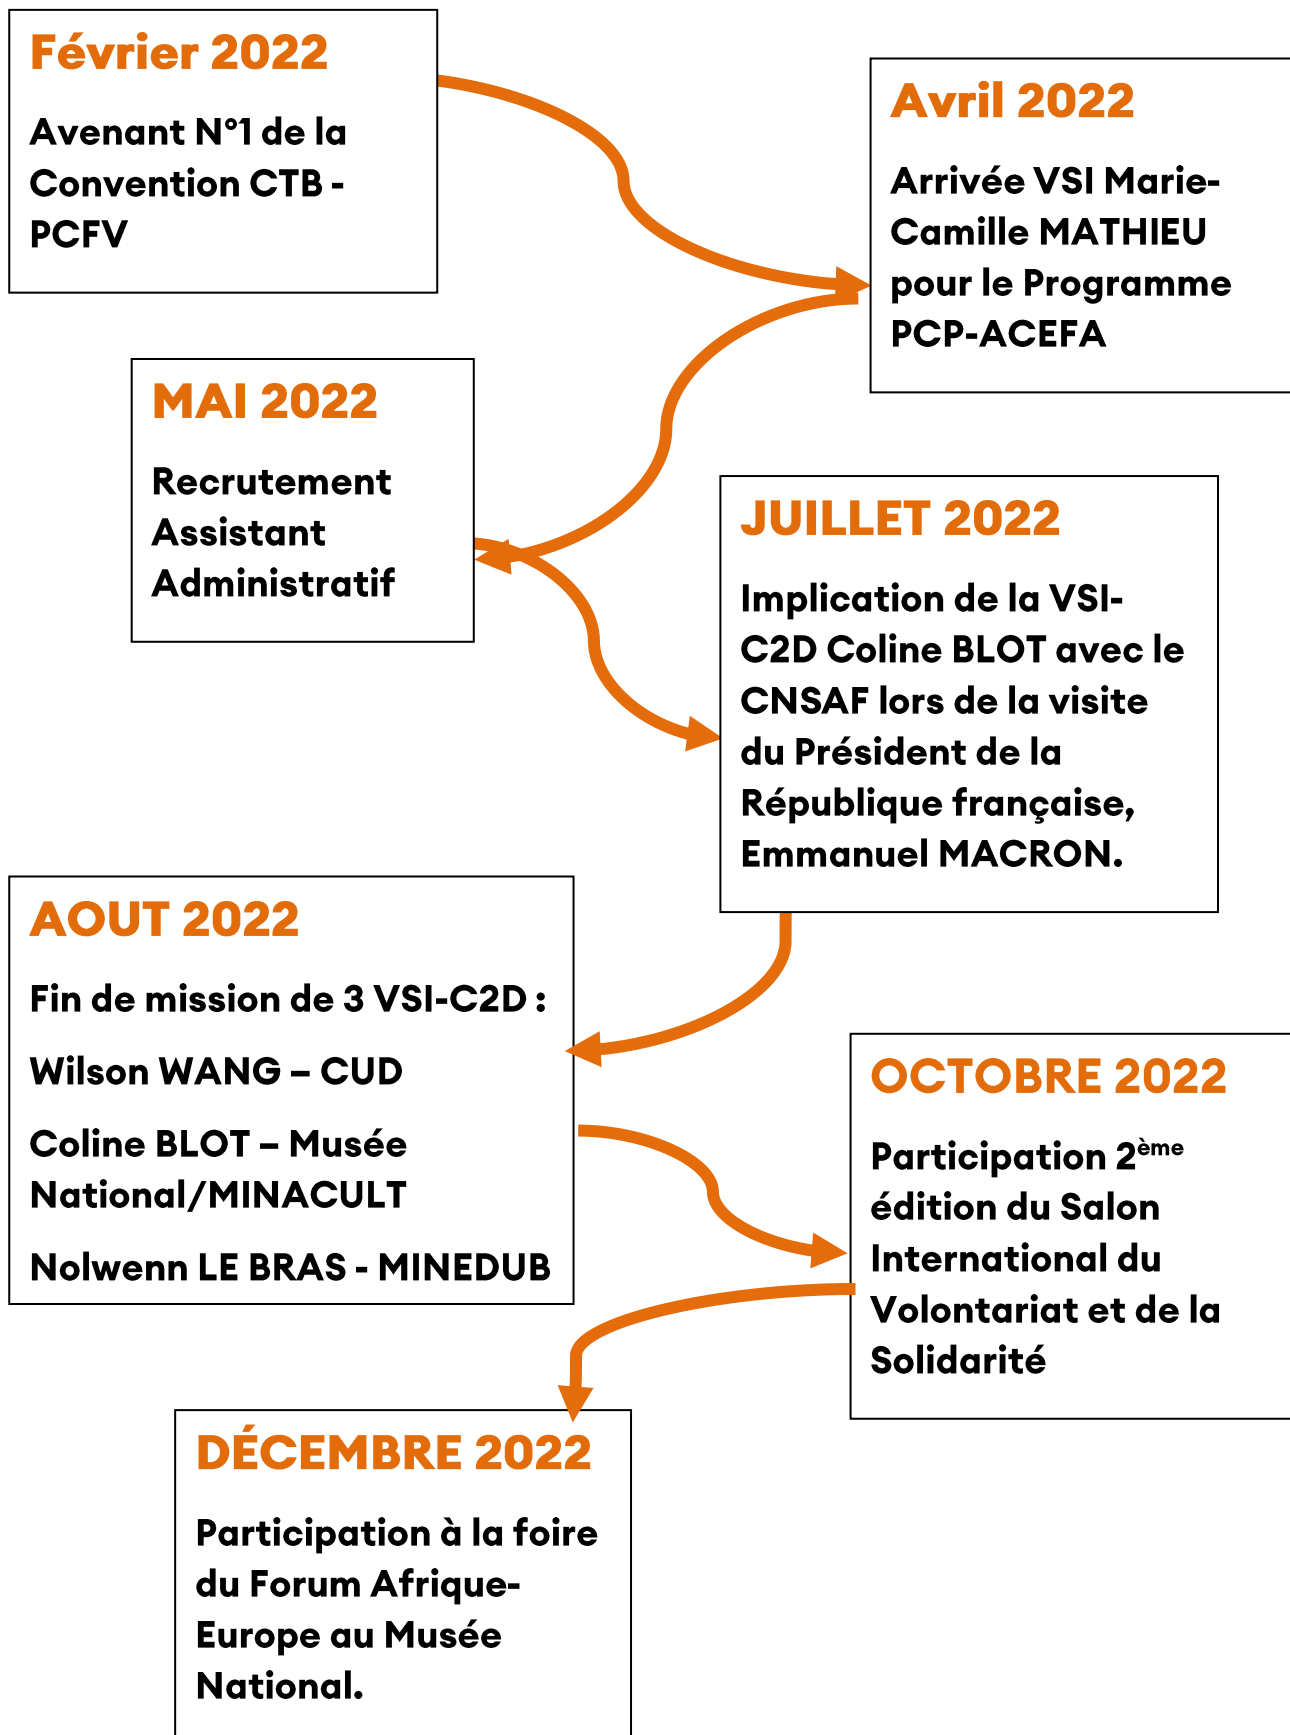 Février 2022
Avenant N°1 de la
Convention CTB -
PCFV
Avril 2022
Arrivée VSI Marie-
Camille MATHIEU
pour le Programme
PCP-ACEFA
MAI 2022
Recrutement
Assistant
Administratif
JUILLET 2022
Implication de la VSI-
C2D Coline BLOT avec le
CNSAF lors de la visite
du Président de la
République française,
Emmanuel MACRON.
AOUT 2022
Fin de mission de 3 VSI-C2D :
Wilson WANG – CUD
Coline BLOT – Musée
National/MINACULT
Nolwenn LE BRAS - MINEDUB
OCTOBRE 2022
Participation 2ème
édition du Salon
International du
Volontariat et de la
Solidarité
DÉCEMBRE 2022
Participation à la foire
du Forum Afrique-
Europe au Musée
National.